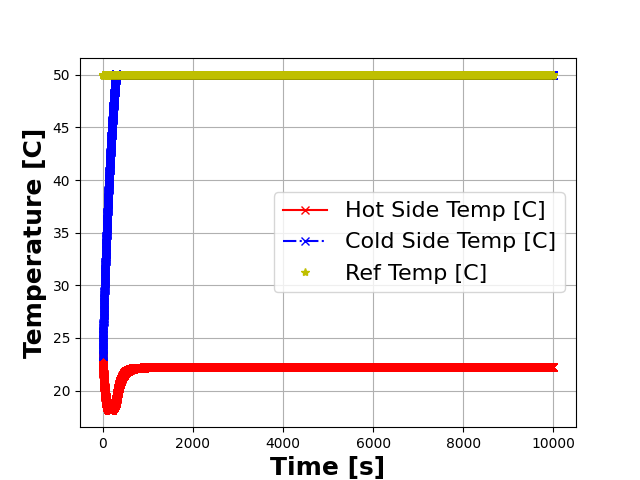 50
45
40
35
30
25
20
Temperature [C]
Hot Side Temp [C]
Cold Side Temp [C]
Ref Temp [C]
0 2000 4000 6000 8000 10000
Time [s]